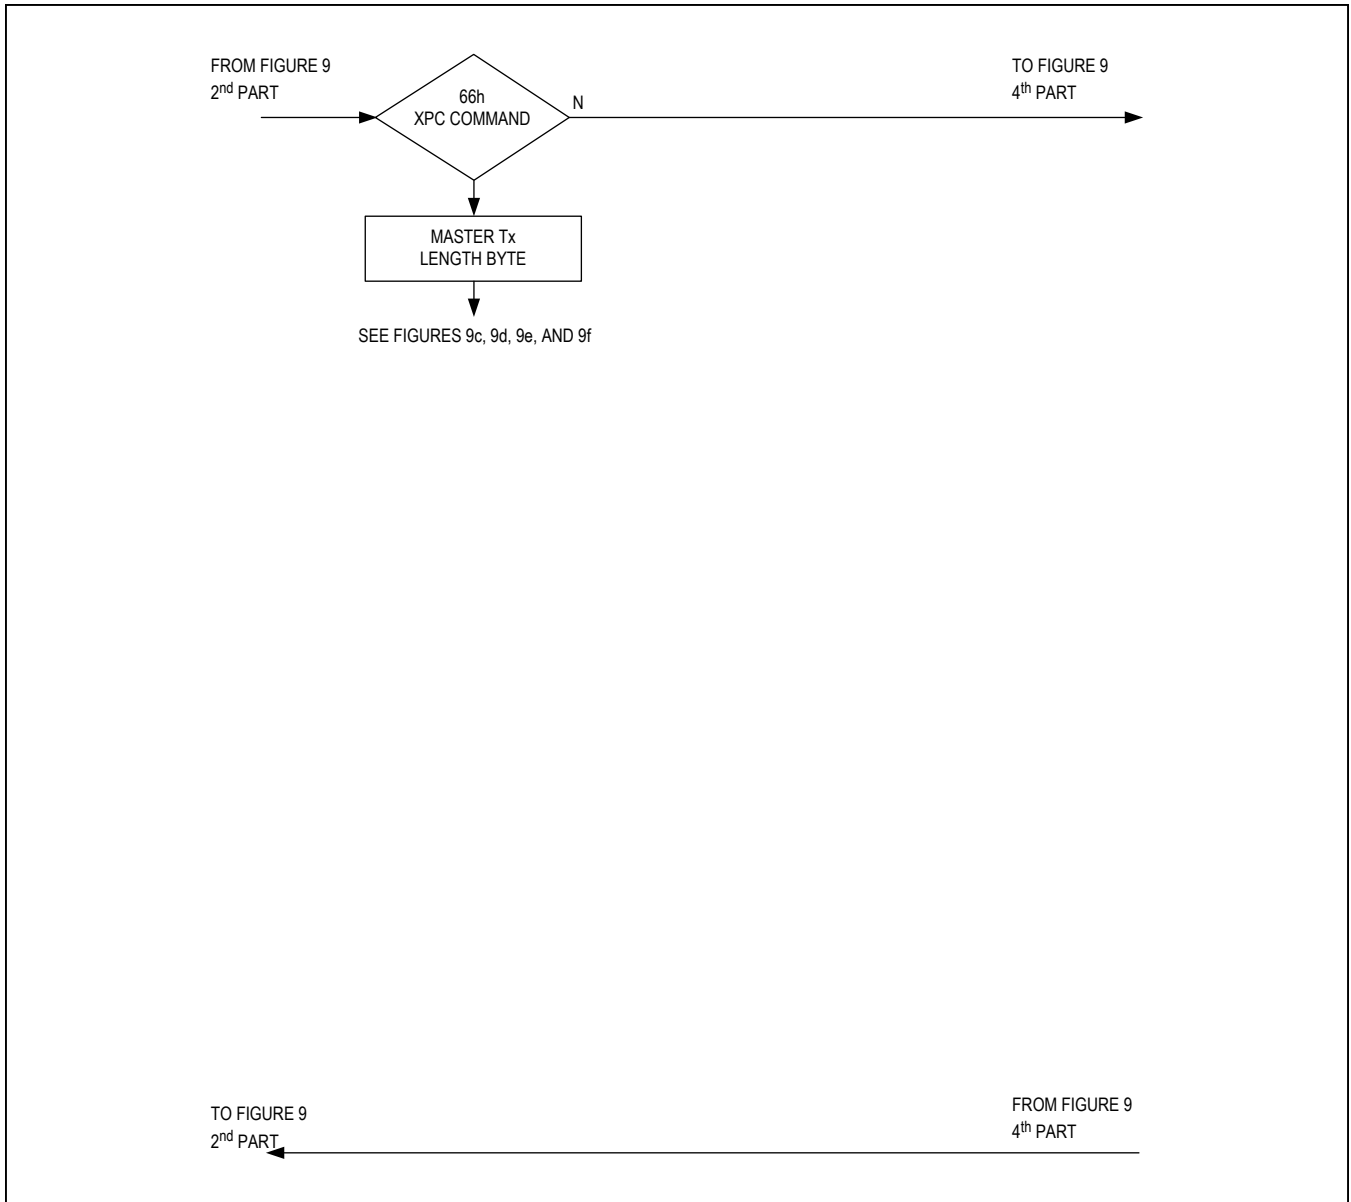 FROM FIGURE 9
2nd PART
TO FIGURE 9
4th PART
66h
XPC COMMAND
N
MASTER Tx
LENGTH BYTE
SEE FIGURES 9c, 9d, 9e, AND 9f
TO FIGURE 9
2nd PART
FROM FIGURE 9
4th PART